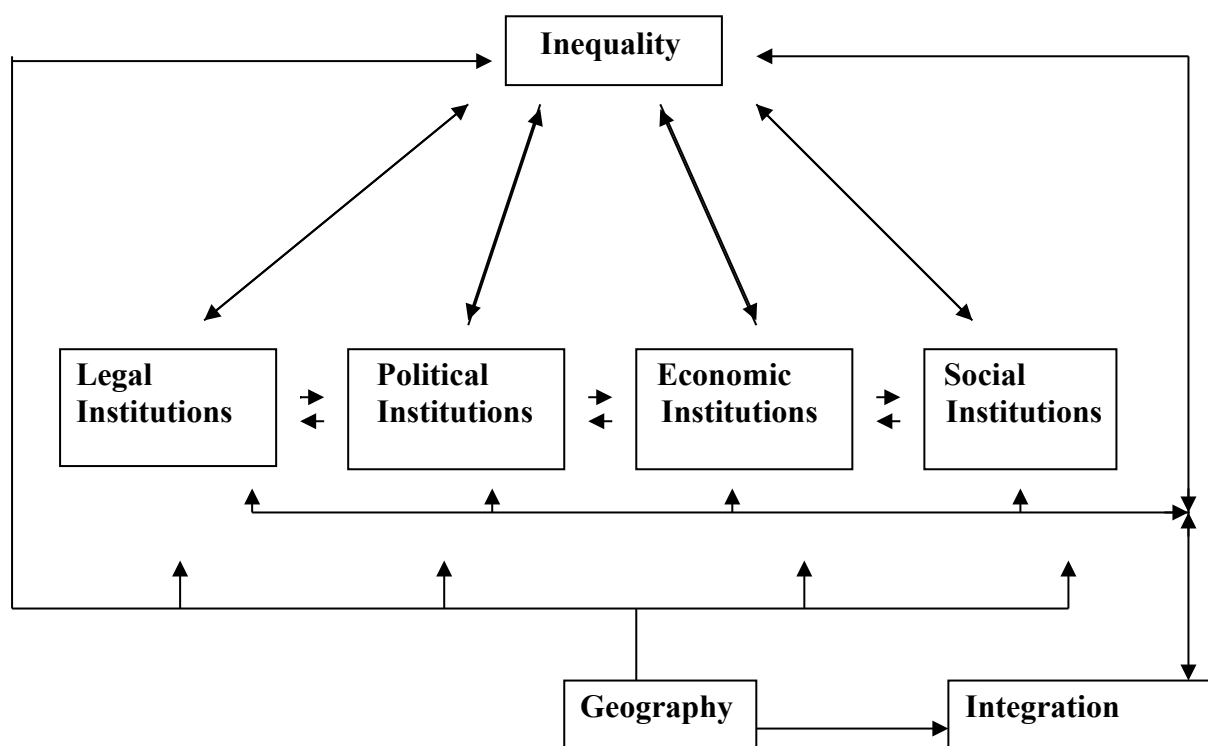 Inequality
Legal
Institutions
Political
Institutions
Economic
Institutions
Social
Institutions
Geography
Integration